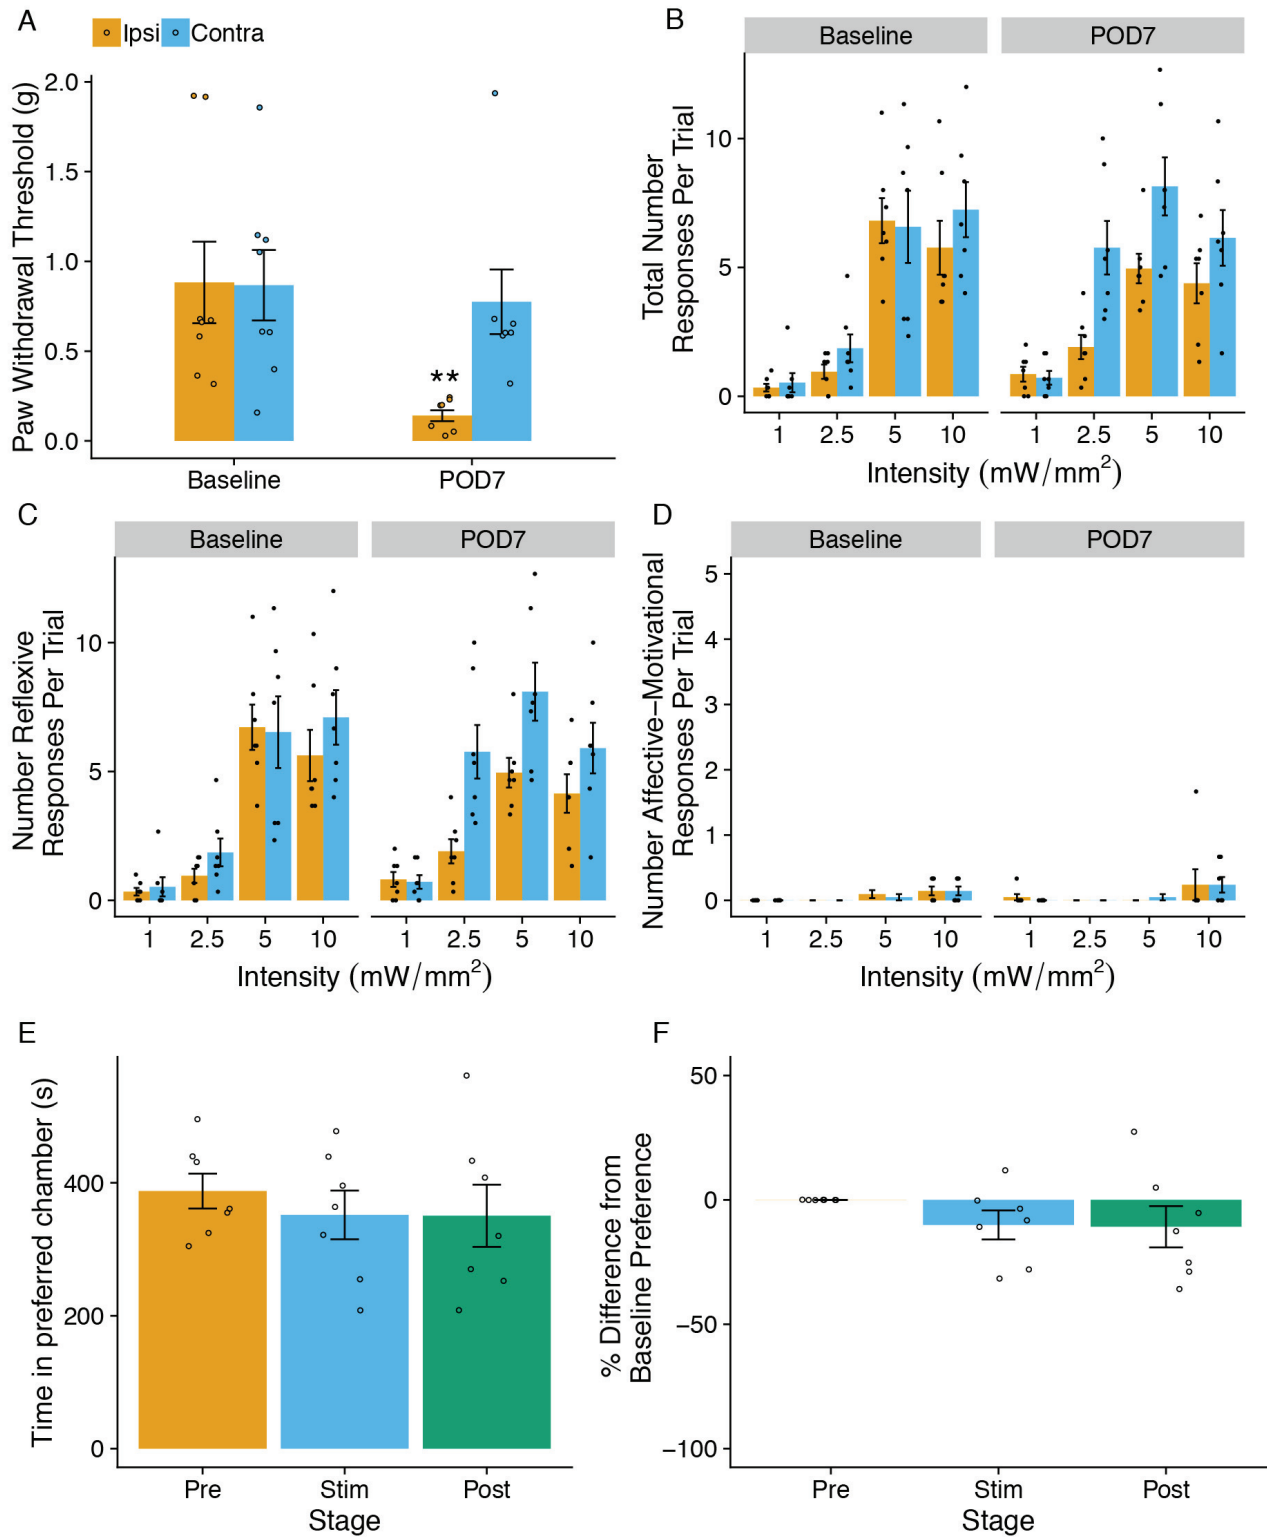 A
Ipsi Contra
Paw Withdrawal Threshold (g)
2.0
1.5
1.0
0.5
0.0
**
Baseline POD7
B
Baseline POD7
Total Number
Responses Per Trial
10
5
0
1 2.5 5 10 1 2.5 5 10
Intensity (mW/mm²)
C
Baseline POD7
Number Reflexive
Responses Per Trial
10
5
0
1 2.5 5 10 1 2.5 5 10
Intensity (mW/mm²)
D
Baseline POD7
Number Affective−Motivational
Responses Per Trial
5
4
3
2
1
0
1 2.5 5 10 1 2.5 5 10
Intensity (mW/mm²)
E
Time in preferred chamber (s)
400
200
0
Pre Stim Post
Stage
F
% Difference from
Baseline Preference
50
0
−50
−100
Pre Stim Post
Stage